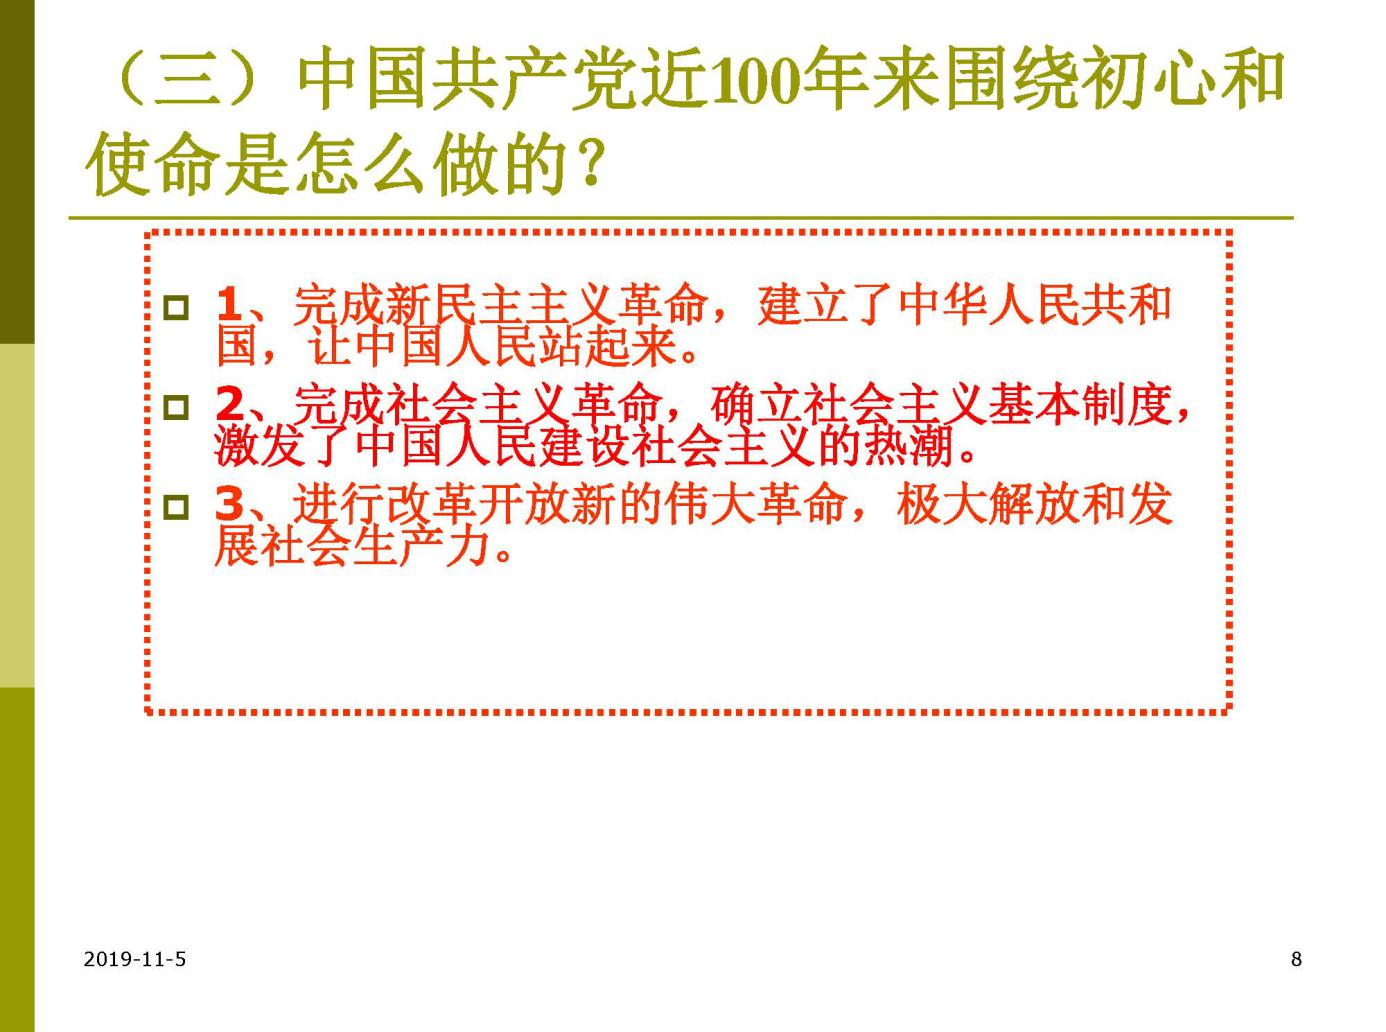 （三）中国共产党近100年来围绕初心和
使命是怎么做的？
1、完成新民主主义革命，建立了中华人民共和
国，让中国人民站起来。
2、完成社会主义革命，确立社会主义基本制度，
激发了中国人民建设社会主义的热潮。
3、进行改革开放新的伟大革命，极大解放和发
展社会生产力。
2019-11-5
8